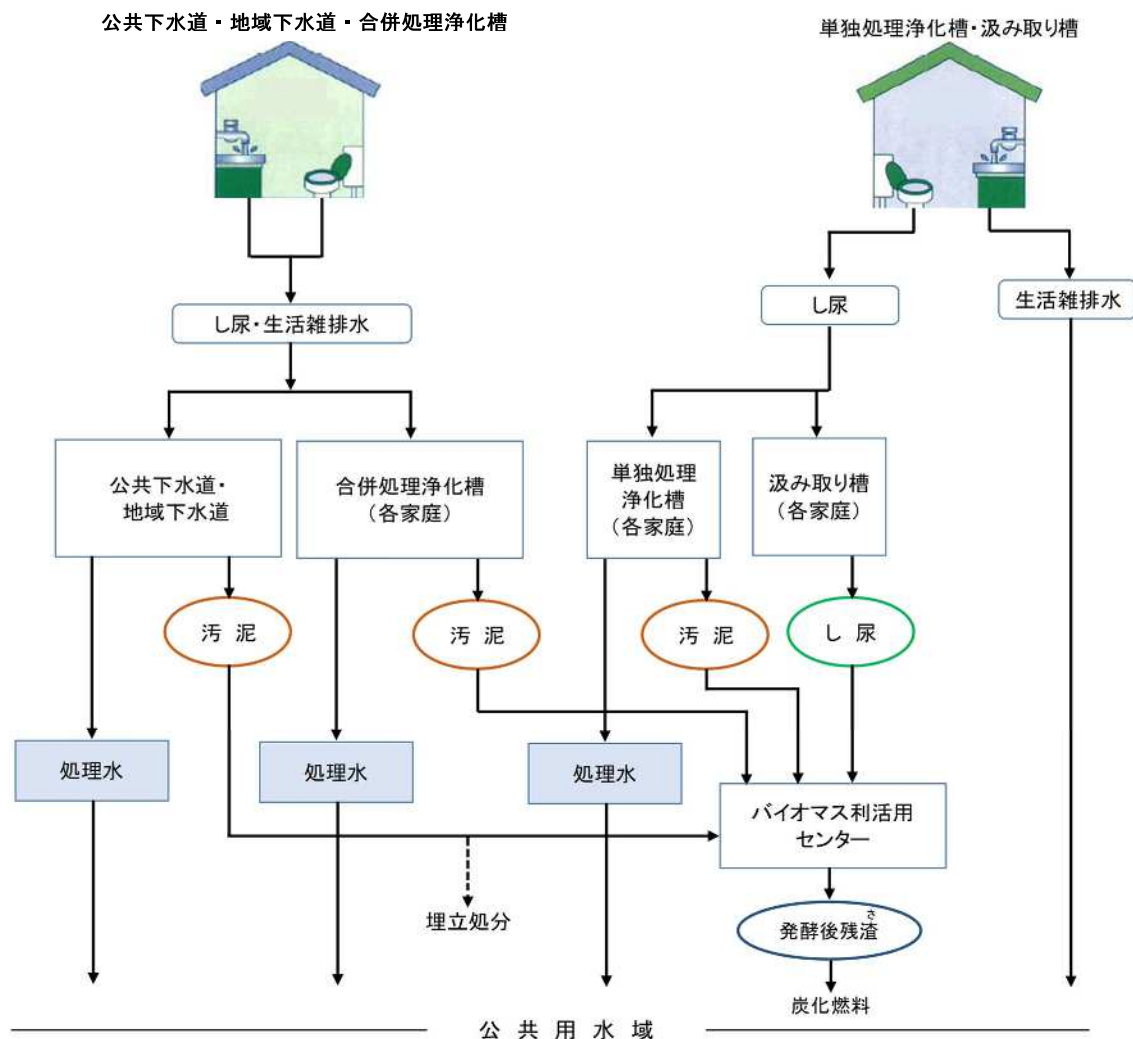 公共下水道・地域下水道・合併処理浄化槽
単独処理浄化槽・汲み取り槽
し尿・生活雑排水
し尿
生活雑排水
公共下水道・
地域下水道
合併処理浄化槽
(各家庭)
単独処理
浄化槽
(各家庭)
汲み取り槽
(各家庭)
汚 泥
汚 泥
汚 泥
し 尿
処理水
処理水
処理水
バイオマス利活用
センター
埋立処分
さ
発酵後残渣
炭化燃料
公 共 用 水 域